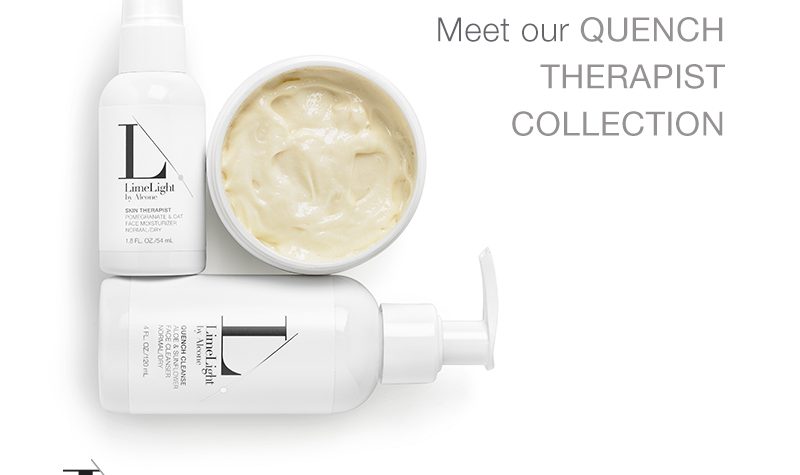 Meet our QUENCH
THERAPIST
COLLECTION
L
LimeLight
by Alcone
SKIN THERAPIST
POMEGRANATE & OAT
FACE MOISTURIZER
NORMAL/DRY
1.8 FL. OZ./54 mL
L
LimeLight
by Alcone
QUENCH CLEANSE
ALOE & SUNFLOWER
FACE CLEANSER
NORMAL/DRY
4 FL. OZ./120 mL